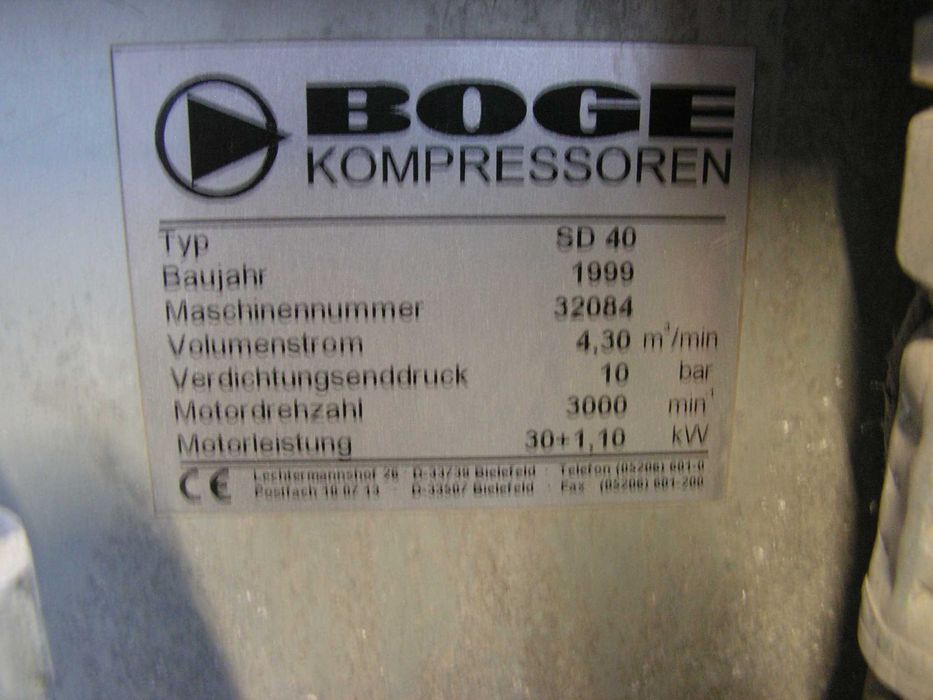 BOGE
KOMPRESSOREN
Typ SD 40
Baujahr 1999
Maschinennummer 32084
Volumenstrom 4,30 m³/min
Verdichtungsenddruck 10 bar
Motordrehzahl 3000 min⁻¹
Motorleistung 30+1,10 kW
CE Lechtermannshof 26 · D-33739 Bielefeld · Telefon (05206) 601-0
Postfach 10 07 13 · D-33507 Bielefeld · Fax (05206) 601-200